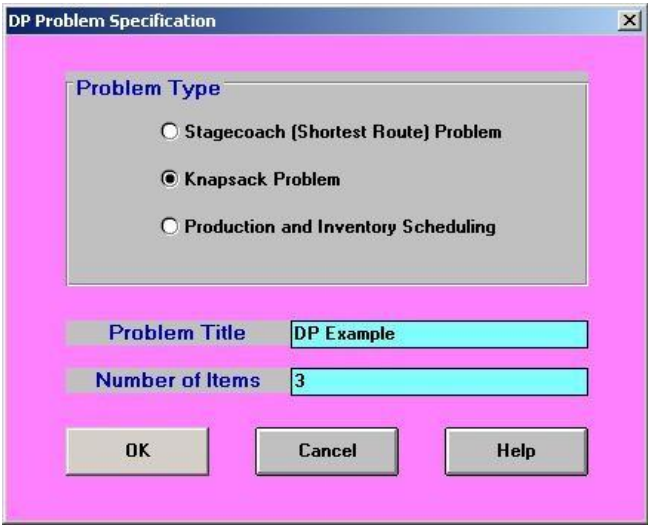 DP Problem Specification
Problem Type
Stagecoach (Shortest Route) Problem
Knapsack Problem
Production and Inventory Scheduling
Problem Title DP Example
Number of Items 3
OK Cancel Help